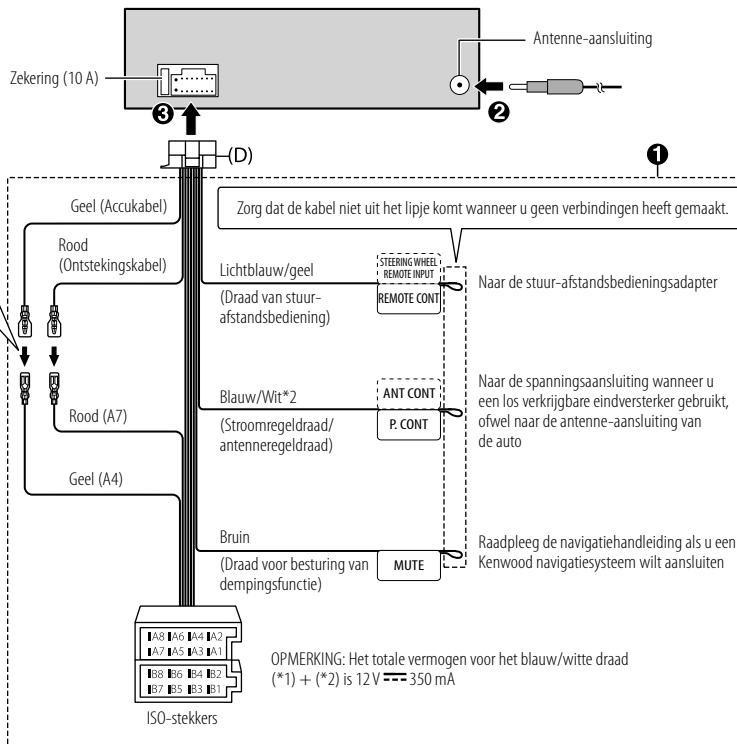 Antenne-aansluiting
Zekering (10 A)
❸
❷
(D)
❶
Geel (Accukabel)
Zorg dat de kabel niet uit het lipje komt wanneer u geen verbindingen heeft gemaakt.
Rood
(Ontstekingskabel)
Lichtblauw/geel
(Draad van stuur-
afstandsbediening)
STEERING WHEEL
REMOTE INPUT
REMOTE CONT
Naar de stuur-afstandsbedieningsadapter
Blauw/Wit*2
(Stroomregeldraad/
antenneregeldraad)
ANT CONT
P. CONT
Naar de spanningsaansluiting wanneer u
een los verkrijgbare eindversterker gebruikt,
ofwel naar de antenne-aansluiting van
de auto
Rood (A7)
Geel (A4)
Bruin
(Draad voor besturing van
dempingsfunctie)
MUTE
Raadpleeg de navigatiehandleiding als u een
Kenwood navigatiesysteem wilt aansluiten
A8 A6 A4 A2
A7 A5 A3 A1
B8 B6 B4 B2
B7 B5 B3 B1
ISO-stekkers
OPMERKING: Het totale vermogen voor het blauw/witte draad
(*1) + (*2) is 12 V ⎓ 350 mA